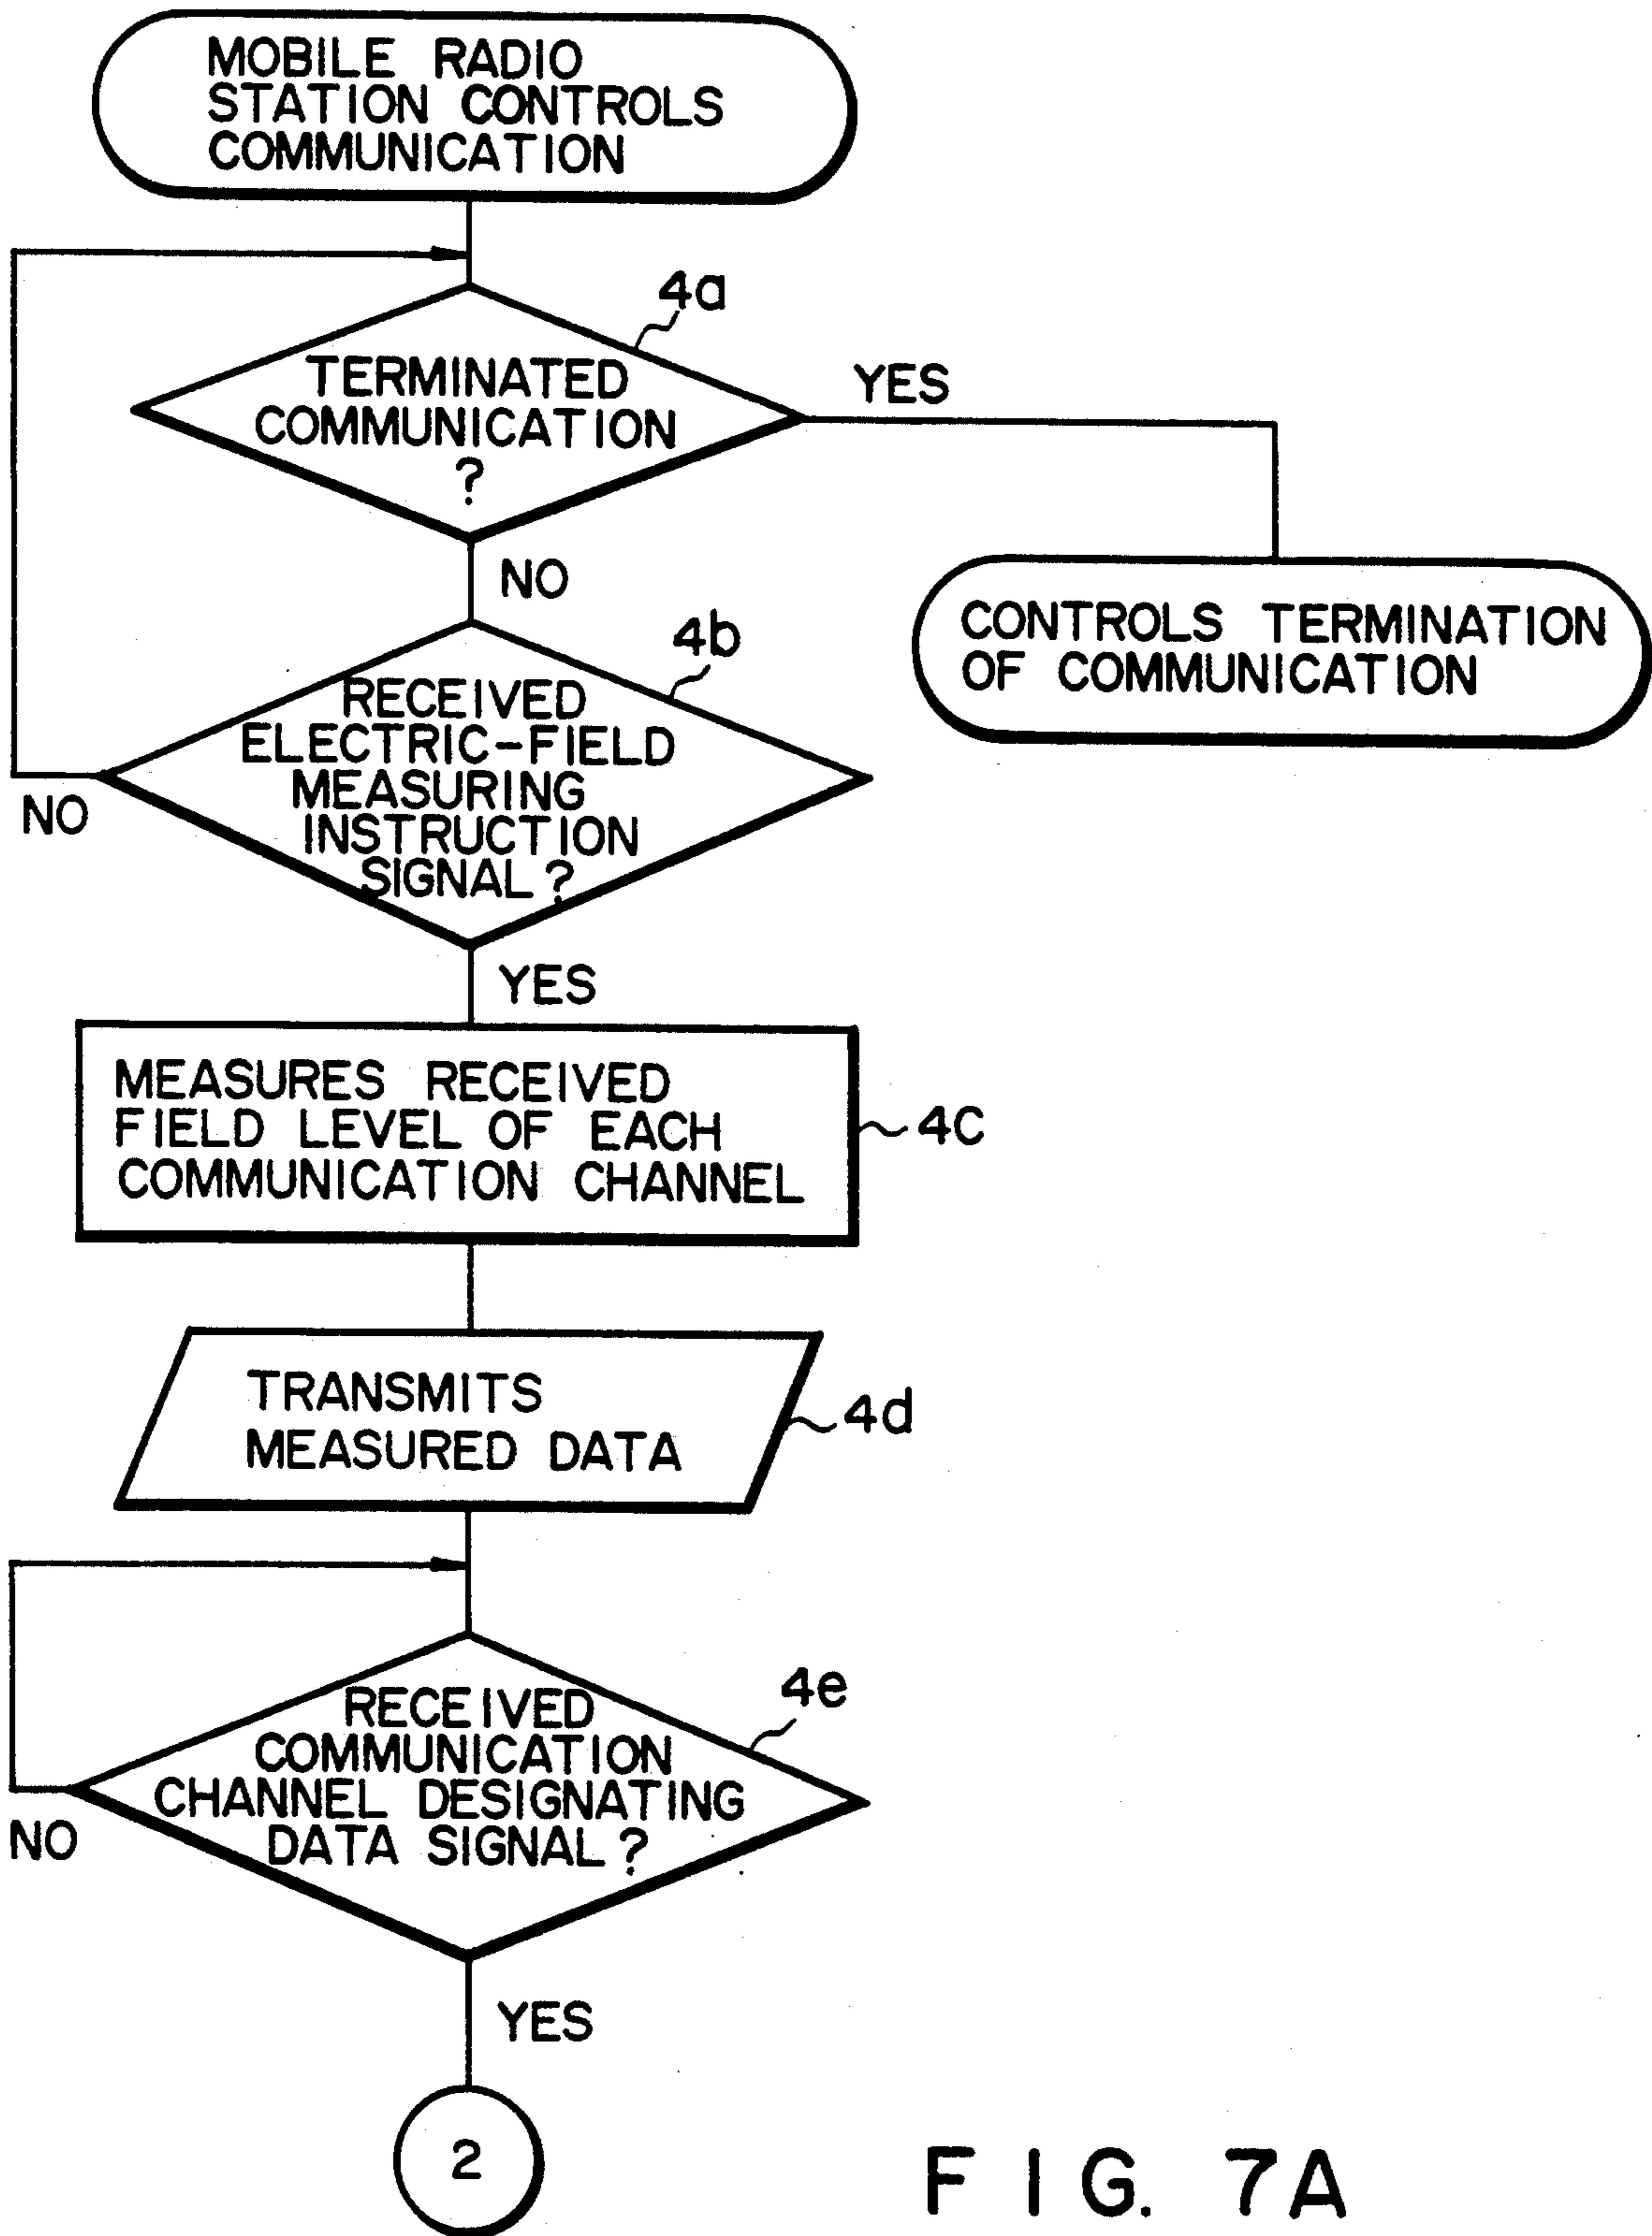 MOBILE RADIO
STATION CONTROLS
COMMUNICATION
4a
TERMINATED
COMMUNICATION
?
YES
NO
CONTROLS TERMINATION
OF COMMUNICATION
4b
RECEIVED
ELECTRIC-FIELD
MEASURING
INSTRUCTION
SIGNAL?
NO
YES
MEASURES RECEIVED
FIELD LEVEL OF EACH
COMMUNICATION CHANNEL
4c
TRANSMITS
MEASURED DATA
4d
4e
RECEIVED
COMMUNICATION
CHANNEL DESIGNATING
DATA SIGNAL?
NO
YES
2
FIG. 7A